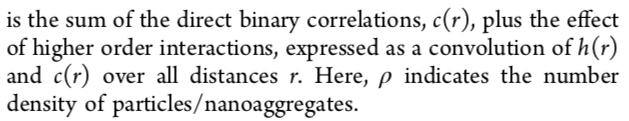 is the sum of the direct binary correlations, c(r), plus the effect
of higher order interactions, expressed as a convolution of h(r)
and c(r) over all distances r. Here, ρ indicates the number
density of particles/nanoaggregates.